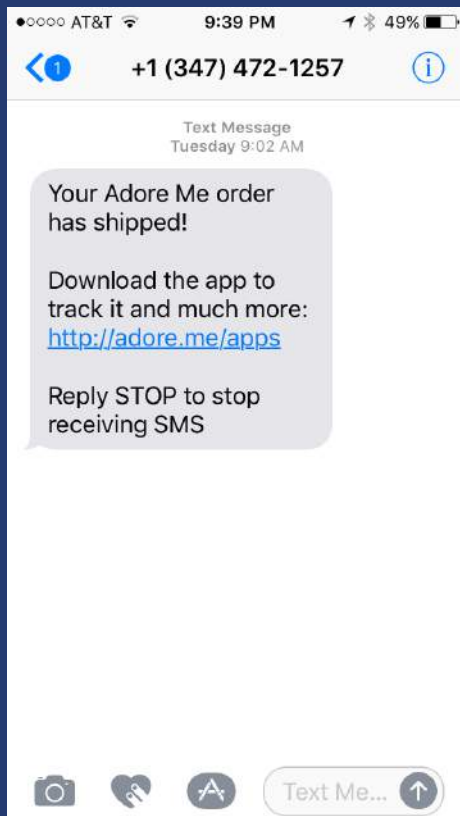 AT&T 9:39 PM 49%
1 +1 (347) 472-1257
Text Message
Tuesday 9:02 AM
Your Adore Me order
has shipped!
Download the app to
track it and much more:
http://adore.me/apps
Reply STOP to stop
receiving SMS
Text Me...